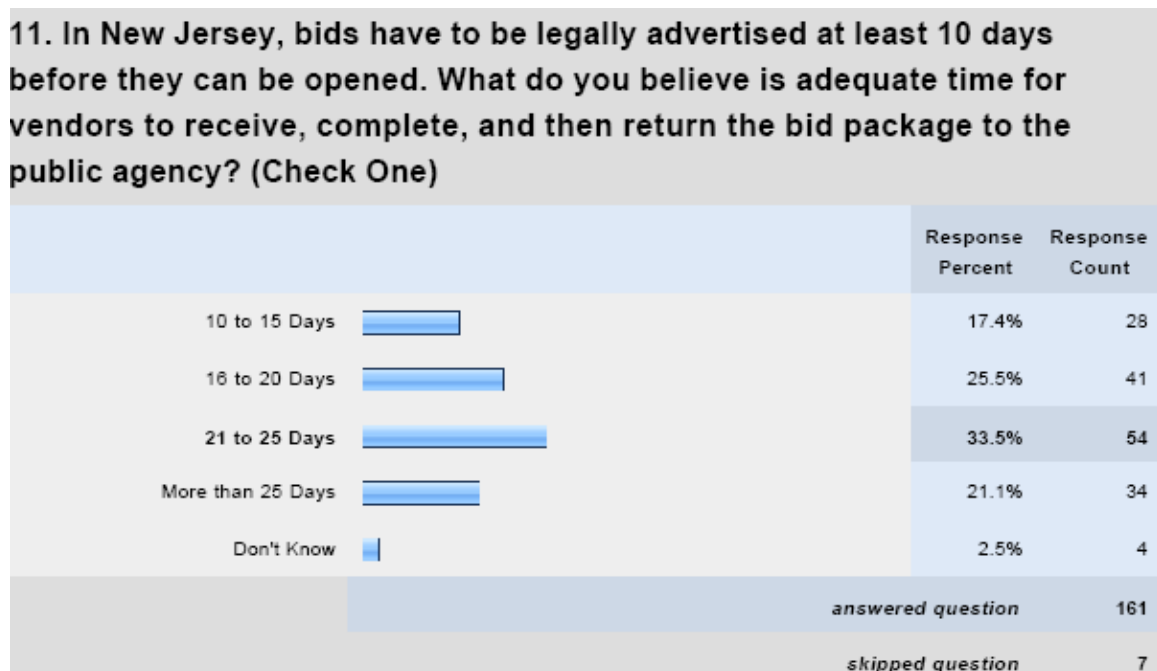 11. In New Jersey, bids have to be legally advertised at least 10 days
before they can be opened. What do you believe is adequate time for
vendors to receive, complete, and then return the bid package to the
public agency? (Check One)
Response Percent Response Count
10 to 15 Days 17.4% 28
16 to 20 Days 25.5% 41
21 to 25 Days 33.5% 54
More than 25 Days 21.1% 34
Don't Know 2.5% 4
answered question 161
skipped question 7